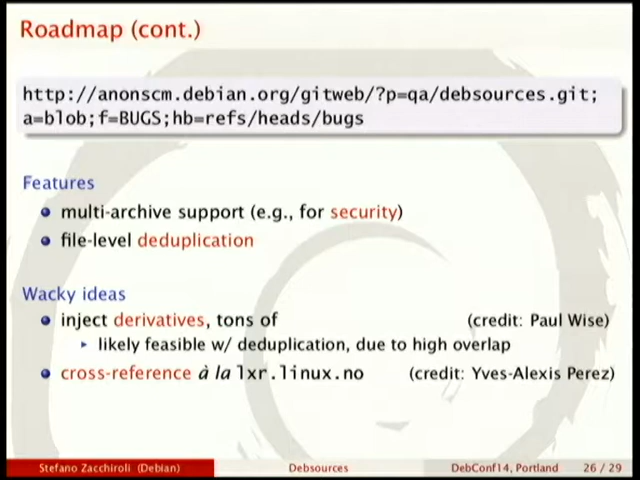 Roadmap (cont.)
http://anonscm.debian.org/gitweb/?p=qa/debsources.git;
a=blob;f=BUGS;hb=refs/heads/bugs
Features
multi-archive support (e.g., for security)
file-level deduplication
Wacky ideas
inject derivatives, tons of (credit: Paul Wise)
likely feasible w/ deduplication, due to high overlap
cross-reference à la lxr.linux.no (credit: Yves-Alexis Perez)
Stefano Zacchiroli (Debian) Debsources DebConf14, Portland 26 / 29